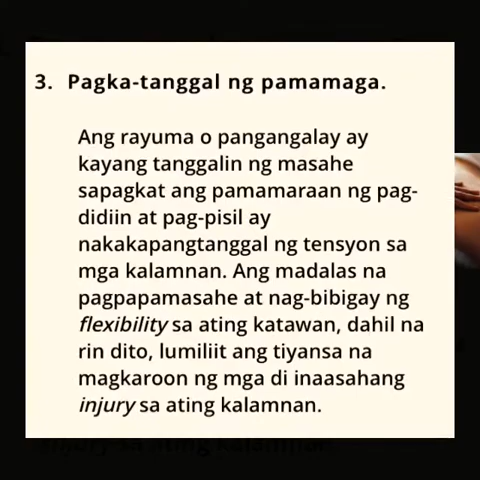 3. Pagka-tanggal ng pamamaga.
Ang rayuma o pangangalay ay
kayang tanggalin ng masahe
sapagkat ang pamamaraan ng pag-
didiin at pag-pisil ay
nakakapangtanggal ng tensyon sa
mga kalamnan. Ang madalas na
pagpapamasahe at nag-bibigay ng
flexibility sa ating katawan, dahil na
rin dito, lumiliit ang tiyansa na
magkaroon ng mga di inaasahang
injury sa ating kalamnan.